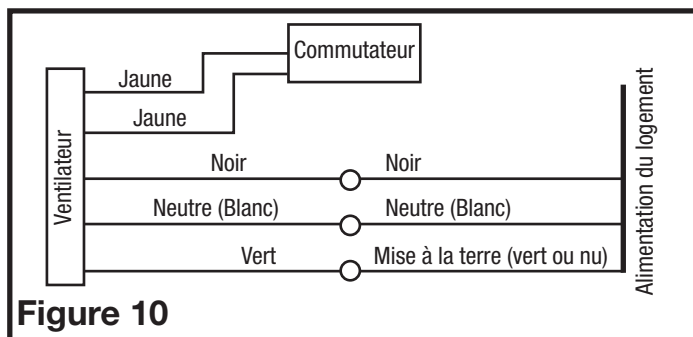 Commutateur
Jaune
Jaune
Ventilateur
Noir
Noir
Neutre (Blanc)
Neutre (Blanc)
Vert
Mise à la terre (vert ou nu)
Alimentation du logement
Figure 10